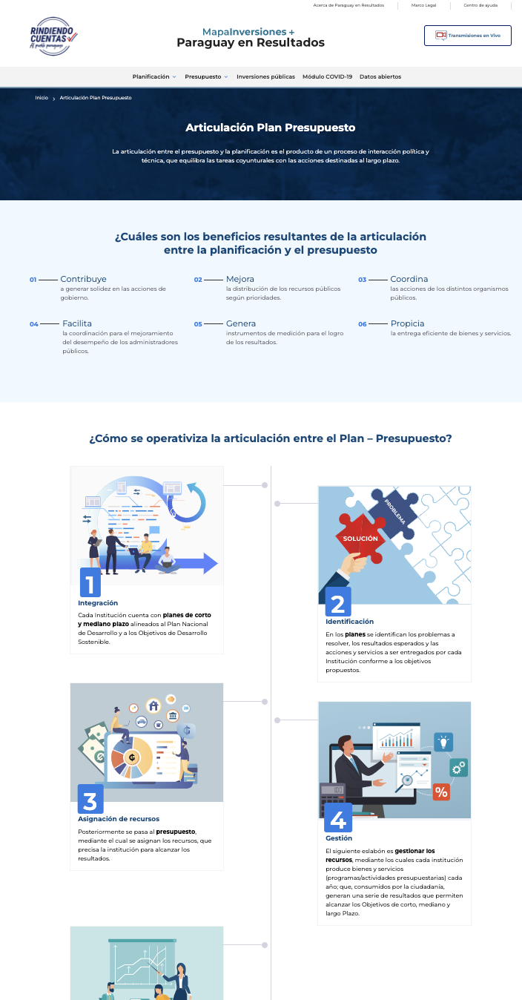 Acerca de Paraguay en Resultados
Marco Legal
Centro de ayuda
RINDIENDO
CUENTAS
Al pueblo paraguayo
MapaInversiones +
Paraguay en Resultados
Transmisiones en Vivo
Planificación
Presupuesto
Inversiones públicas
Módulo COVID-19
Datos abiertos
Inicio
Articulación Plan Presupuesto
Articulación Plan Presupuesto
La articulación entre el presupuesto y la planificación es el producto de un proceso de interacción política y
técnica, que equilibra las tareas coyunturales con las acciones destinadas al largo plazo.
¿Cuáles son los beneficios resultantes de la articulación
entre la planificación y el presupuesto
01 Contribuye
a generar solidez en las acciones de
gobierno.
02 Mejora
la distribución de los recursos públicos
según prioridades.
03 Coordina
las acciones de los distintos organismos
públicos.
04 Facilita
la coordinación para el mejoramiento
del desempeño de los administradores
públicos.
05 Genera
instrumentos de medición para el logro
de los resultados.
06 Propicia
la entrega eficiente de bienes y servicios.
¿Cómo se operativiza la articulación entre el Plan – Presupuesto?
1
Integración
Cada Institución cuenta con planes de corto
y mediano plazo alineados al Plan Nacional
de Desarrollo y a los Objetivos de Desarrollo
Sostenible.
PROBLEMA
SOLUCIÓN
2
Identificación
En los planes se identifican los problemas a
resolver, los resultados esperados y las
acciones y servicios a ser entregados por cada
Institución conforme a los objetivos
propuestos.
3
Asignación de recursos
Posteriormente se pasa al presupuesto,
mediante el cual se asignan los recursos, que
precisa la institución para alcanzar los
resultados.
%
4
Gestión
El siguiente eslabón es gestionar los
recursos, mediante los cuales cada institución
produce bienes y servicios
(programas/actividades presupuestarias) cada
año; que, consumidos por la ciudadanía,
generan una serie de resultados que permiten
alcanzar los Objetivos de corto, mediano y
largo Plazo.